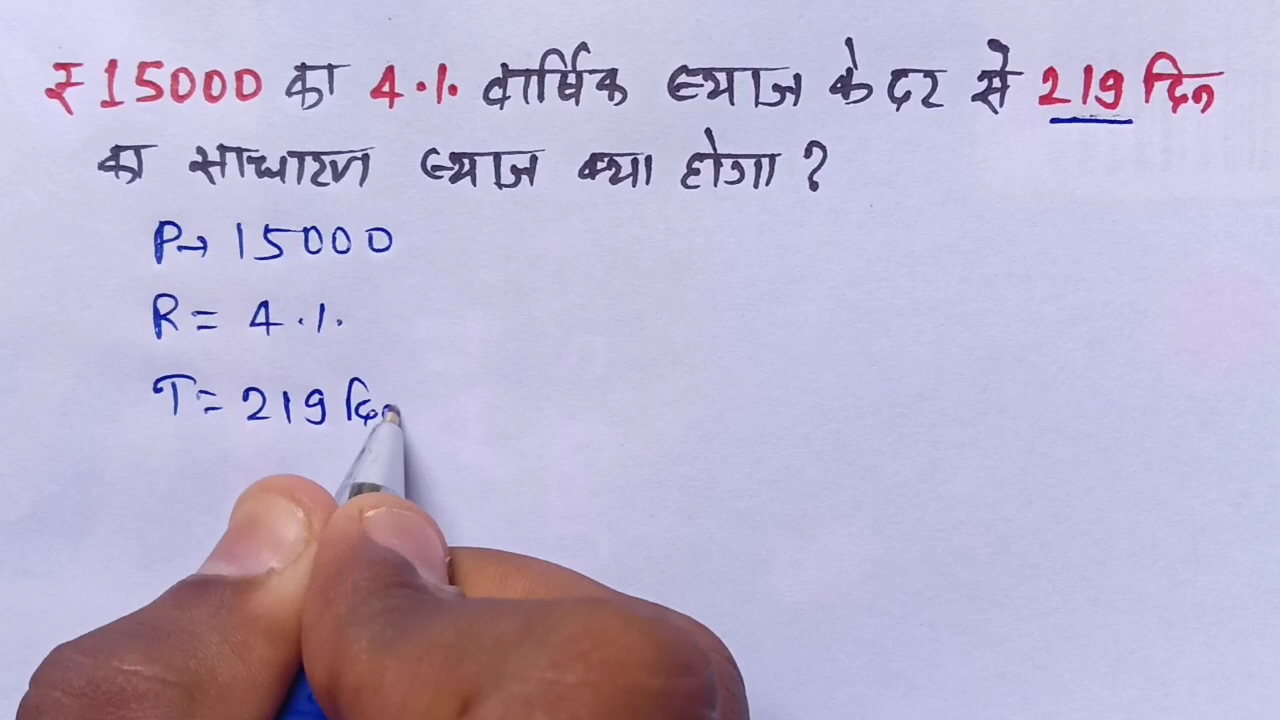 ₹15000 का 4% वार्षिक ब्याज के दर से 219 दिन
का साधारण ब्याज क्या होगा ?
P→ 15000
R = 4%
T = 219 दि